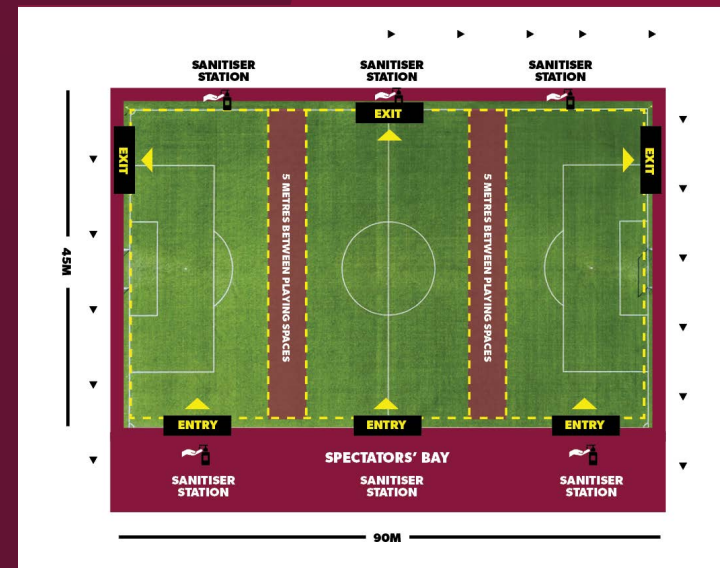 SANITISER
STATION
SANITISER
STATION
SANITISER
STATION
EXIT
EXIT
EXIT
45M
5 METRES BETWEEN PLAYING SPACES
5 METRES BETWEEN PLAYING SPACES
ENTRY
ENTRY
ENTRY
SPECTATORS' BAY
SANITISER
STATION
SANITISER
STATION
SANITISER
STATION
90M